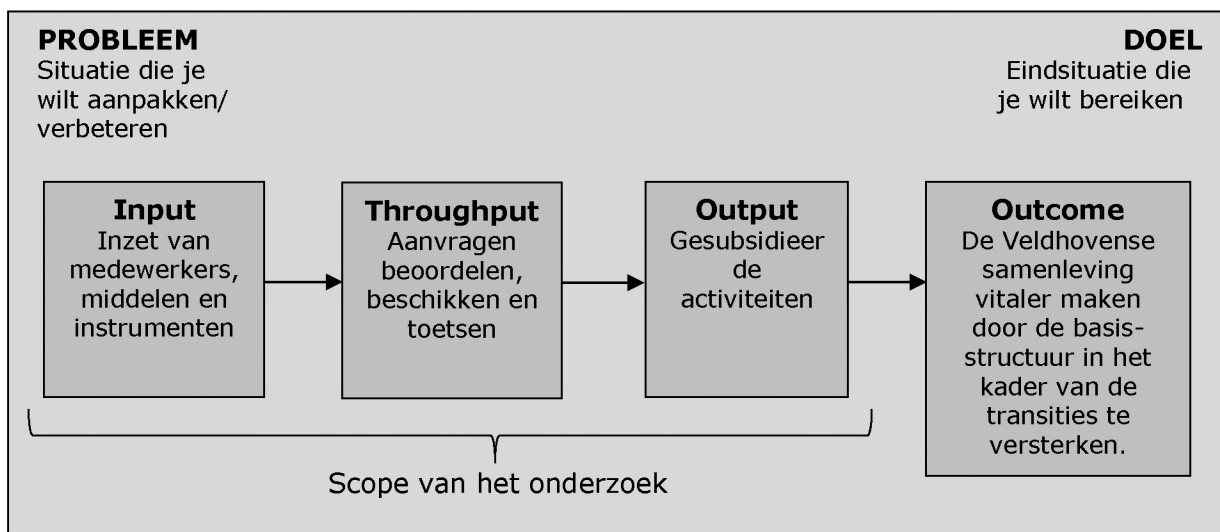 PROBLEEM
Situatie die je
wilt aanpakken/
verbeteren
DOEL
Eindsituatie die
je wilt bereiken
Input
Inzet van
medewerkers,
middelen en
instrumenten
Throughput
Aanvragen
beoordelen,
beschikken en
toetsen
Output
Gesubsidieer
de
activiteiten
Outcome
De Veldhovense
samenleving
vitaler maken
door de basis-
structuur in het
kader van de
transities te
versterken.
Scope van het onderzoek